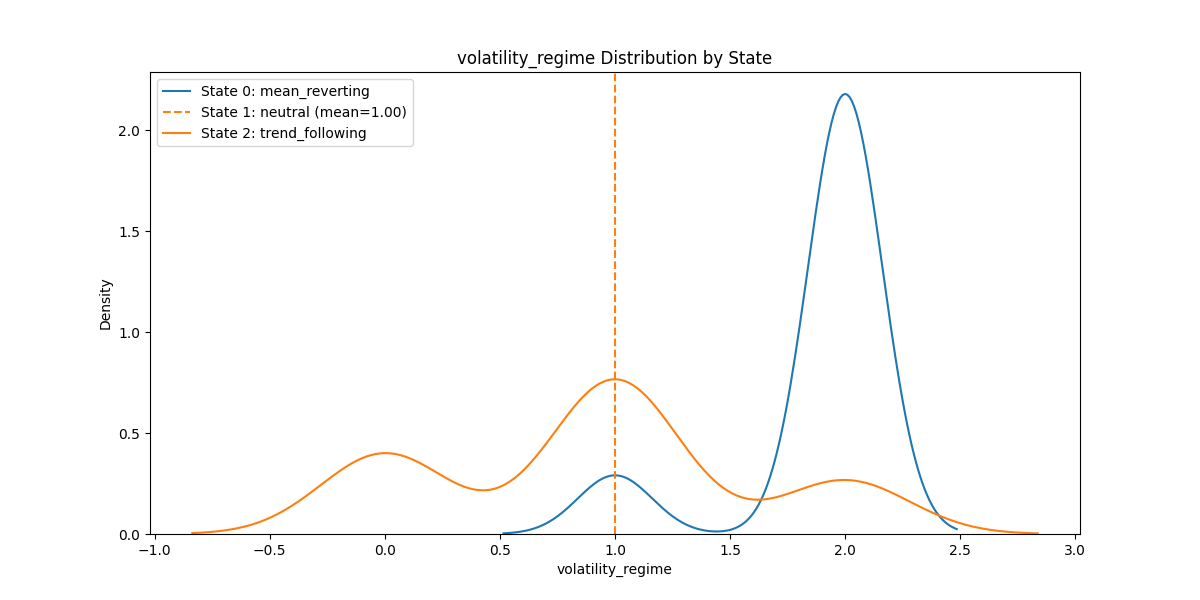 volatility_regime Distribution by State
State 0: mean_reverting
State 1: neutral (mean=1.00)
State 2: trend_following
Density
2.0
1.5
1.0
0.5
0.0
−1.0 −0.5 0.0 0.5 1.0 1.5 2.0 2.5 3.0
volatility_regime